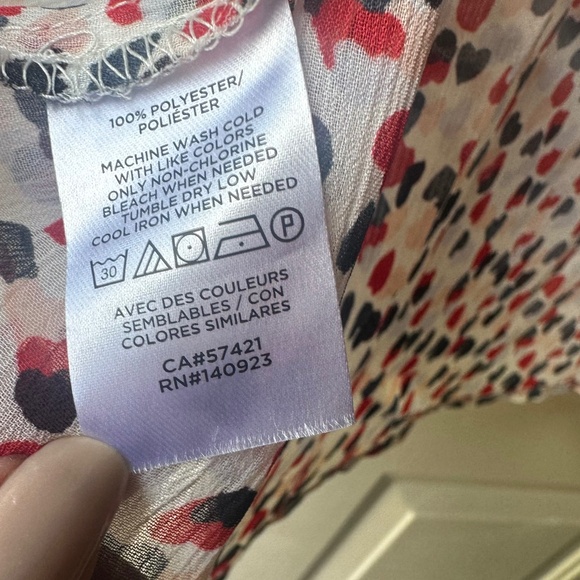 100% POLYESTER/
POLIÉSTER
MACHINE WASH COLD
WITH LIKE COLORS
ONLY NON-CHLORINE
BLEACH WHEN NEEDED
TUMBLE DRY LOW
COOL IRON WHEN NEEDED
30 P
AVEC DES COULEURS
SEMBLABLES / CON
COLORES SIMILARES
CA#57421
RN#140923